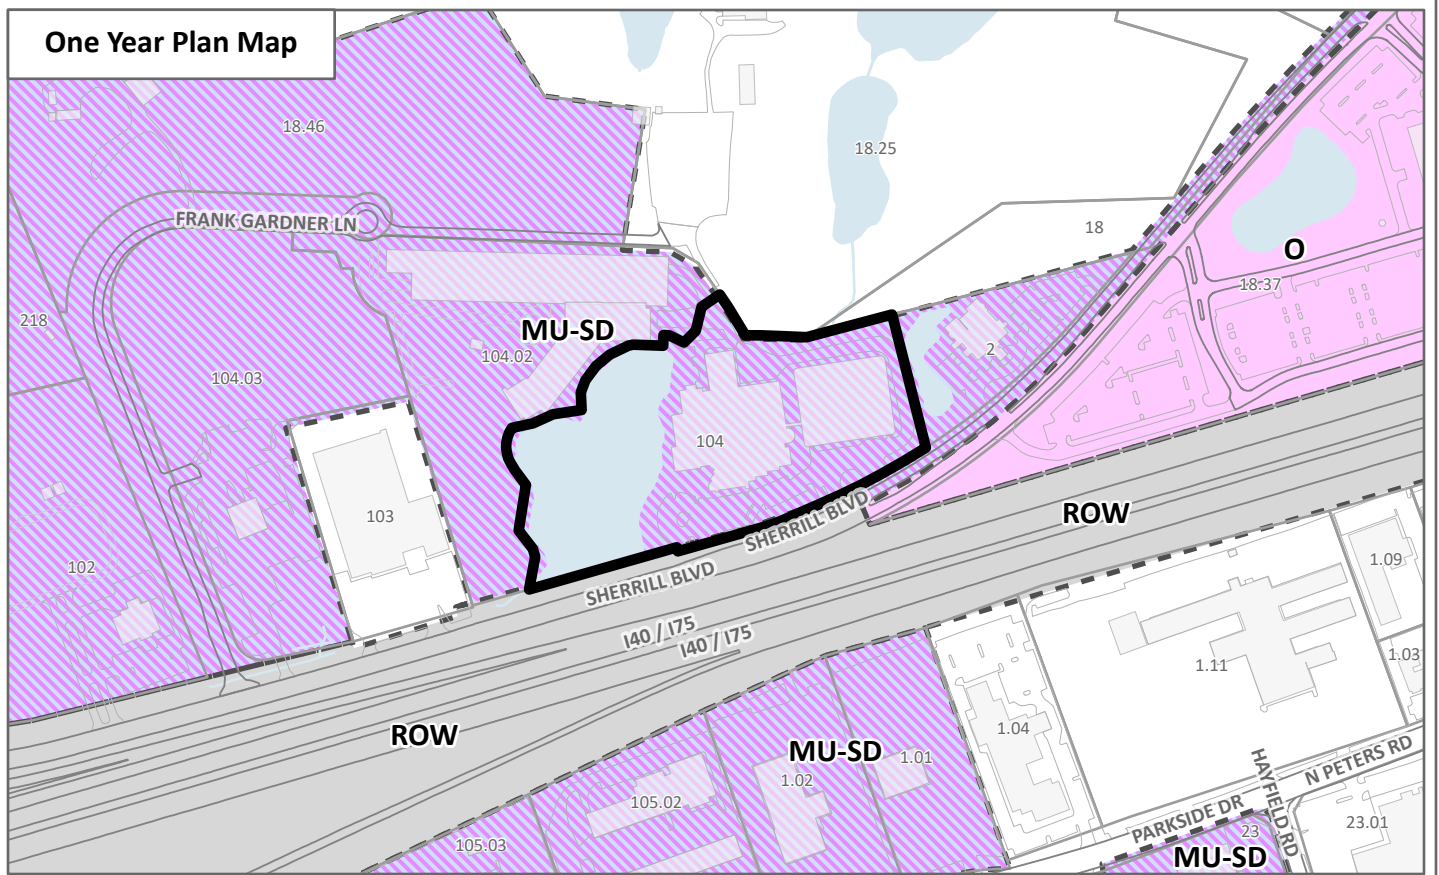 One Year Plan Map
18.46
18.25
FRANK GARDNER LN
18
O
18.37
218
MU-SD
104.02
2
104.03
104
103
SHERRILL BLVD
ROW
102
SHERRILL BLVD
I40 / I75
I40 / I75
1.09
1.11
1.03
ROW
1.04
MU-SD
1.01
1.02
105.02
HAYFIELD RD
N PETERS RD
PARKSIDE DR
23.01
23
105.03
MU-SD